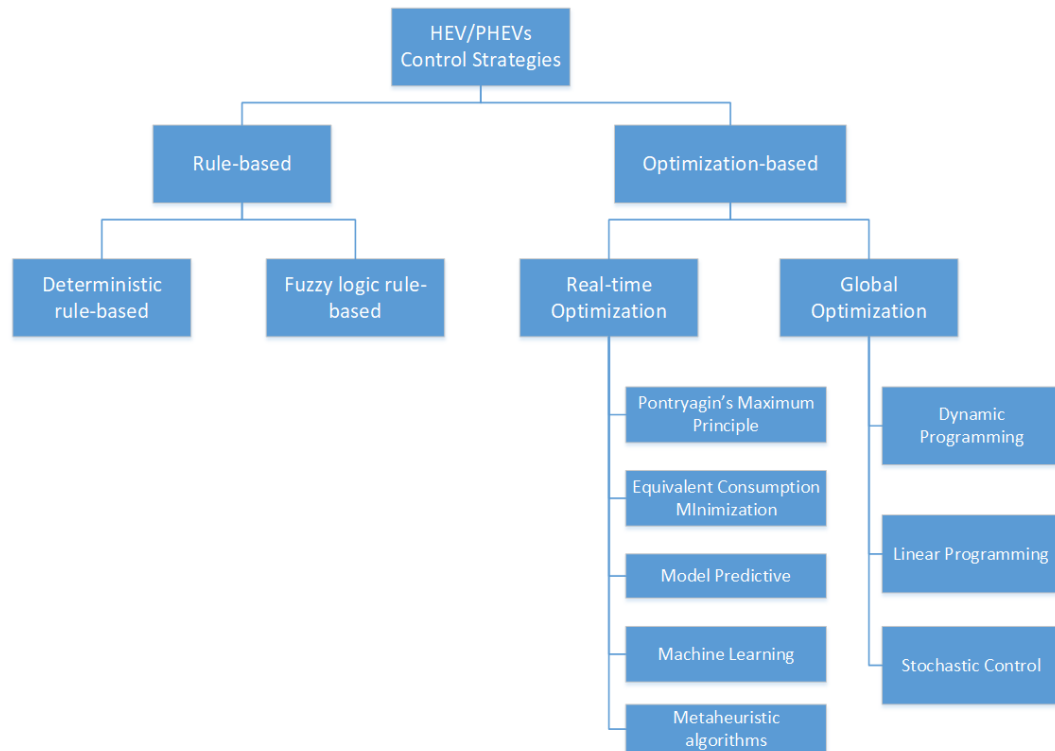 HEV/PHEVs
Control Strategies
Rule-based
Optimization-based
Deterministic
rule-based
Fuzzy logic rule-
based
Real-time
Optimization
Global
Optimization
Pontryagin’s Maximum
Principle
Dynamic
Programming
Equivalent Consumption
MInimization
Linear Programming
Model Predictive
Machine Learning
Stochastic Control
Metaheuristic
algorithms